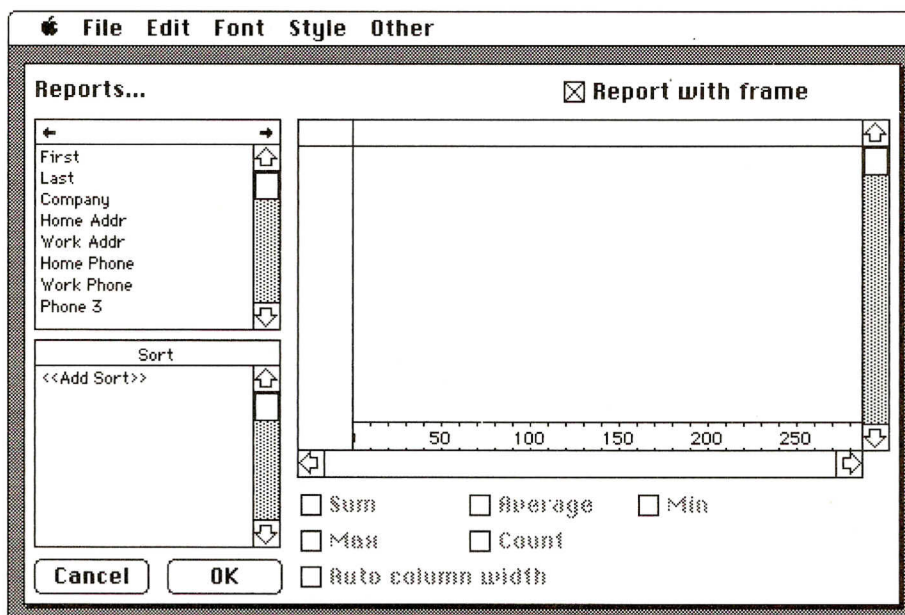 File Edit Font Style Other
Reports...
Report with frame
First
Last
Company
Home Addr
Work Addr
Home Phone
Work Phone
Phone 3
Sort
<<Add Sort>>
50 100 150 200 250
Sum Average Min
Max Count
Auto column width
Cancel OK